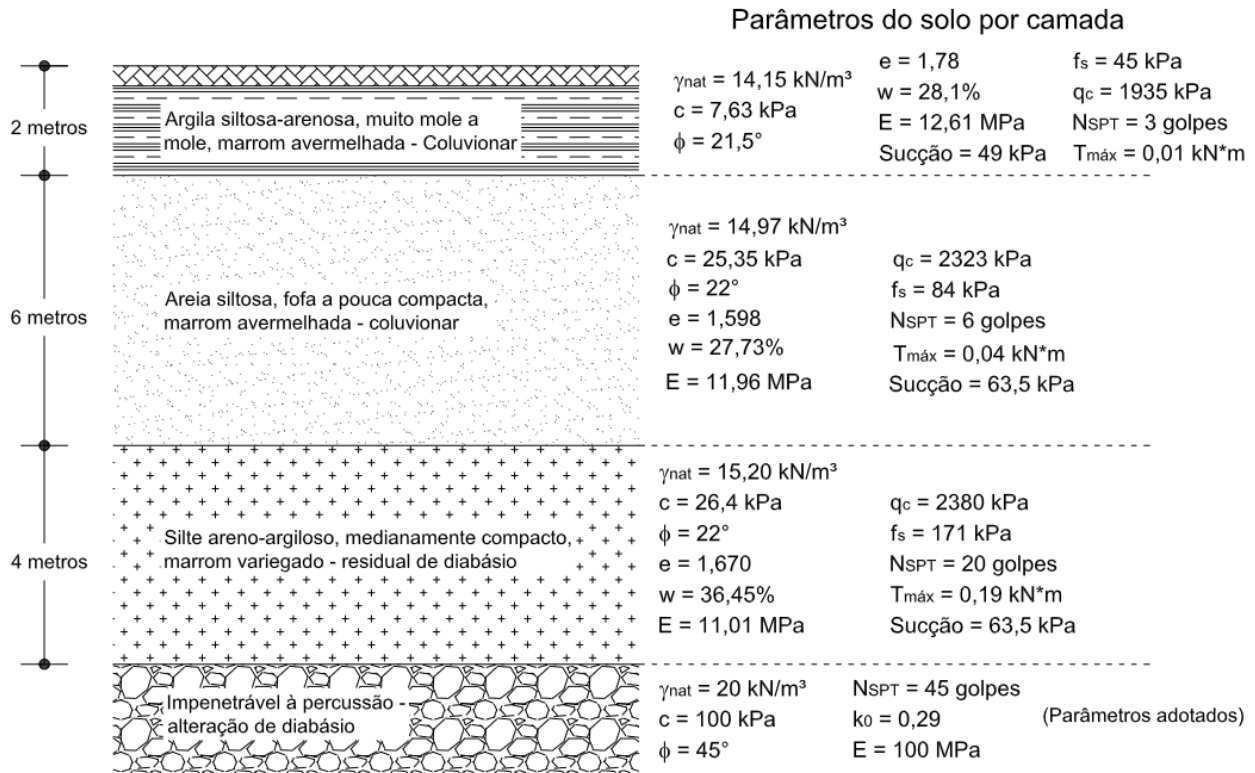 Parâmetros do solo por camada
2 metros
Argila siltosa-arenosa, muito mole a
mole, marrom avermelhada - Coluvionar
γnat = 14,15 kN/m³
c = 7,63 kPa
ϕ = 21,5°
e = 1,78
w = 28,1%
E = 12,61 MPa
Sucção = 49 kPa
fs = 45 kPa
qc = 1935 kPa
NSPT = 3 golpes
Tmáx = 0,01 kN*m
6 metros
Areia siltosa, fofa a pouca compacta,
marrom avermelhada - coluvionar
γnat = 14,97 kN/m³
c = 25,35 kPa
ϕ = 22°
e = 1,598
w = 27,73%
E = 11,96 MPa
qc = 2323 kPa
fs = 84 kPa
NSPT = 6 golpes
Tmáx = 0,04 kN*m
Sucção = 63,5 kPa
4 metros
Silte areno-argiloso, medianamente compacto,
marrom variegado - residual de diabásio
γnat = 15,20 kN/m³
c = 26,4 kPa
ϕ = 22°
e = 1,670
w = 36,45%
E = 11,01 MPa
qc = 2380 kPa
fs = 171 kPa
NSPT = 20 golpes
Tmáx = 0,19 kN*m
Sucção = 63,5 kPa
Impenetrável à percussão -
alteração de diabásio
γnat = 20 kN/m³
c = 100 kPa
ϕ = 45°
NSPT = 45 golpes
k0 = 0,29
E = 100 MPa
(Parâmetros adotados)